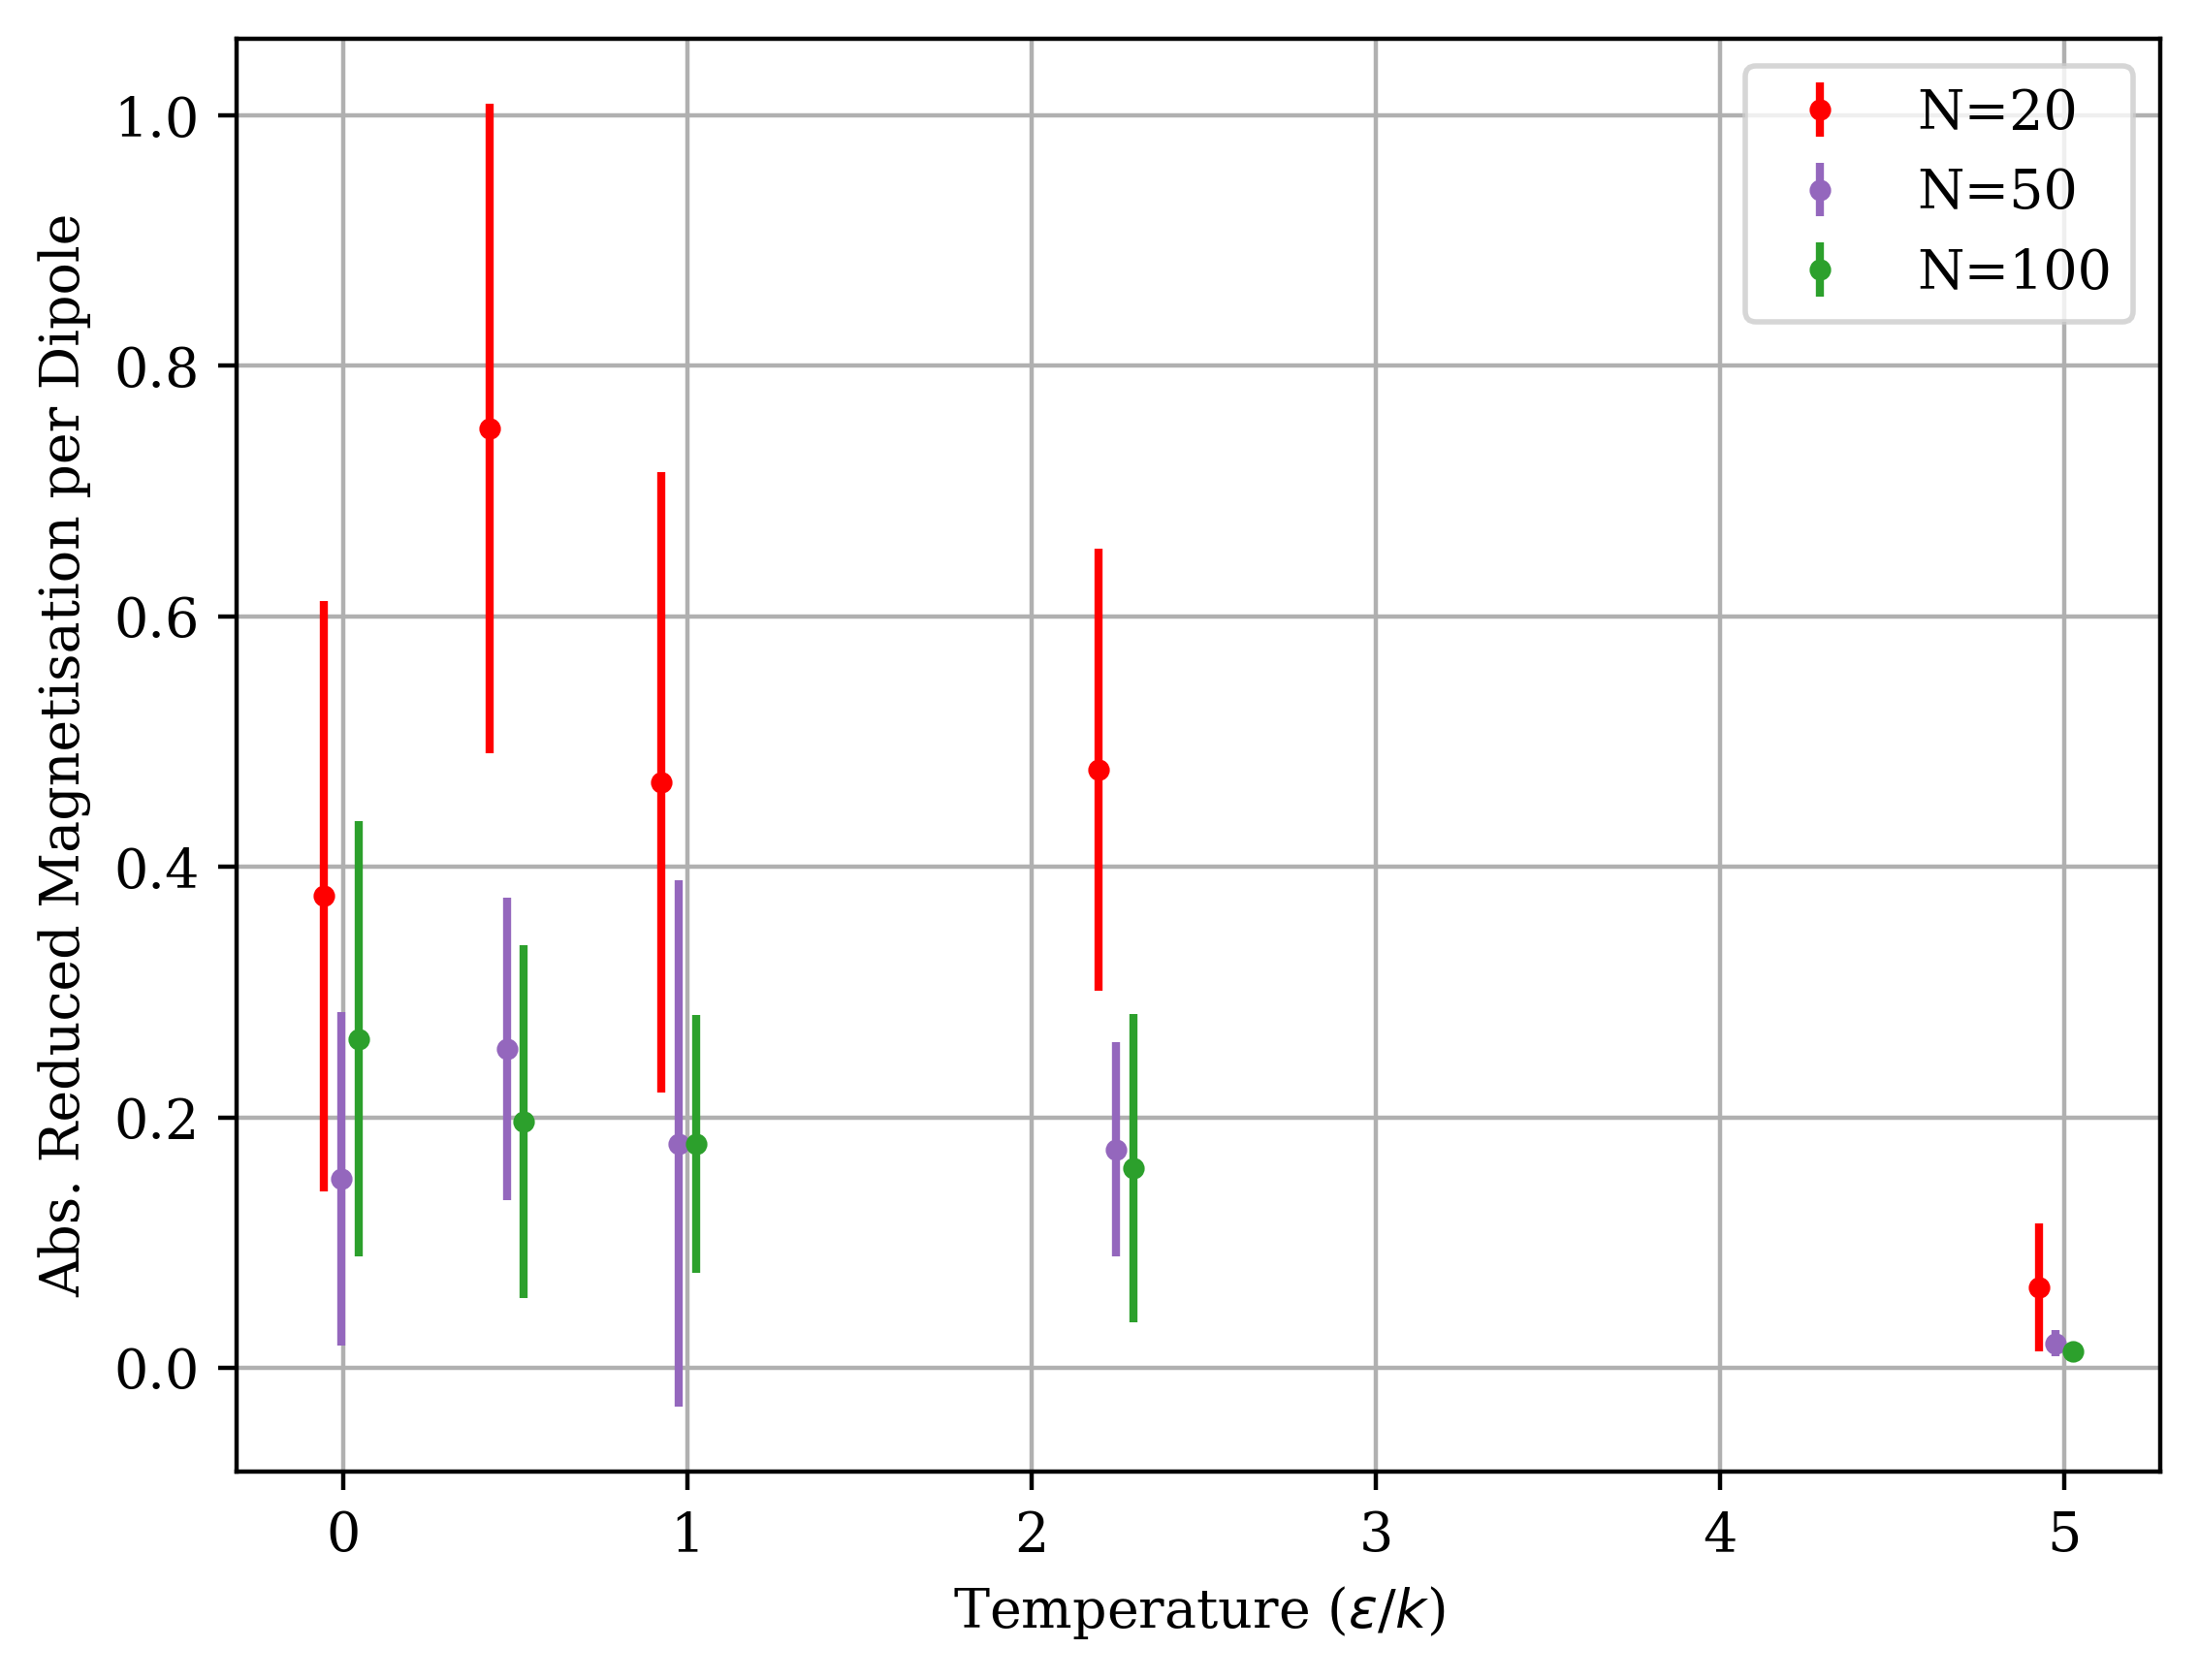 Abs. Reduced Magnetisation per Dipole
1.0
0.8
0.6
0.4
0.2
0.0
N=20
N=50
N=100
0 1 2 3 4 5
Temperature (ε/k)